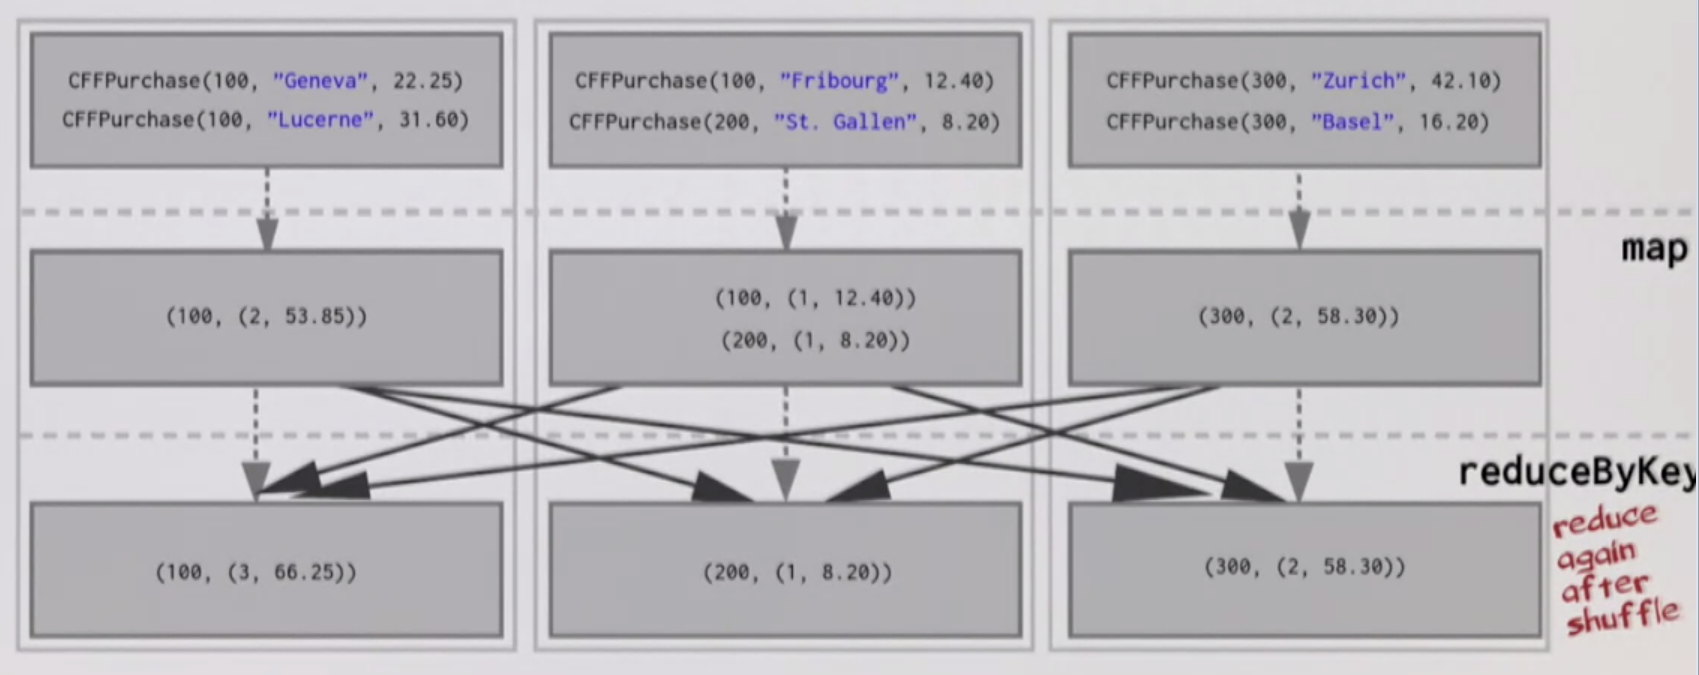 CFFPurchase(100, "Geneva", 22.25)
CFFPurchase(100, "Lucerne", 31.60)
CFFPurchase(100, "Fribourg", 12.40)
CFFPurchase(200, "St. Gallen", 8.20)
CFFPurchase(300, "Zurich", 42.10)
CFFPurchase(300, "Basel", 16.20)
map
(100, (2, 53.85))
(100, (1, 12.40))
(200, (1, 8.20))
(300, (2, 58.30))
reduceByKey
(100, (3, 66.25))
(200, (1, 8.20))
(300, (2, 58.30))
reduce
again
after
shuffle